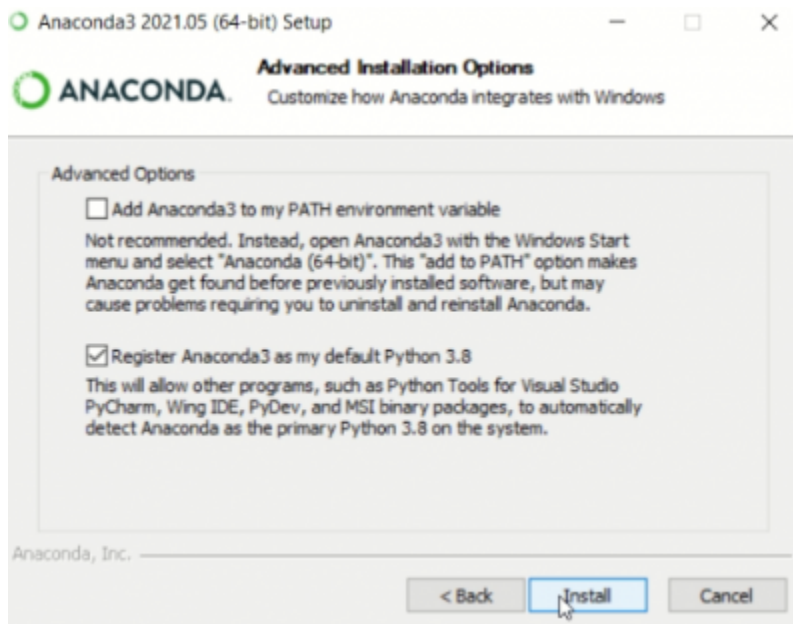 Anaconda3 2021.05 (64-bit) Setup
ANACONDA.
Advanced Installation Options
Customize how Anaconda integrates with Windows
Advanced Options
Add Anaconda3 to my PATH environment variable
Not recommended. Instead, open Anaconda3 with the Windows Start
menu and select "Anaconda (64-bit)". This "add to PATH" option makes
Anaconda get found before previously installed software, but may
cause problems requiring you to uninstall and reinstall Anaconda.
Register Anaconda3 as my default Python 3.8
This will allow other programs, such as Python Tools for Visual Studio
PyCharm, Wing IDE, PyDev, and MSI binary packages, to automatically
detect Anaconda as the primary Python 3.8 on the system.
Anaconda, Inc.
< Back Install Cancel